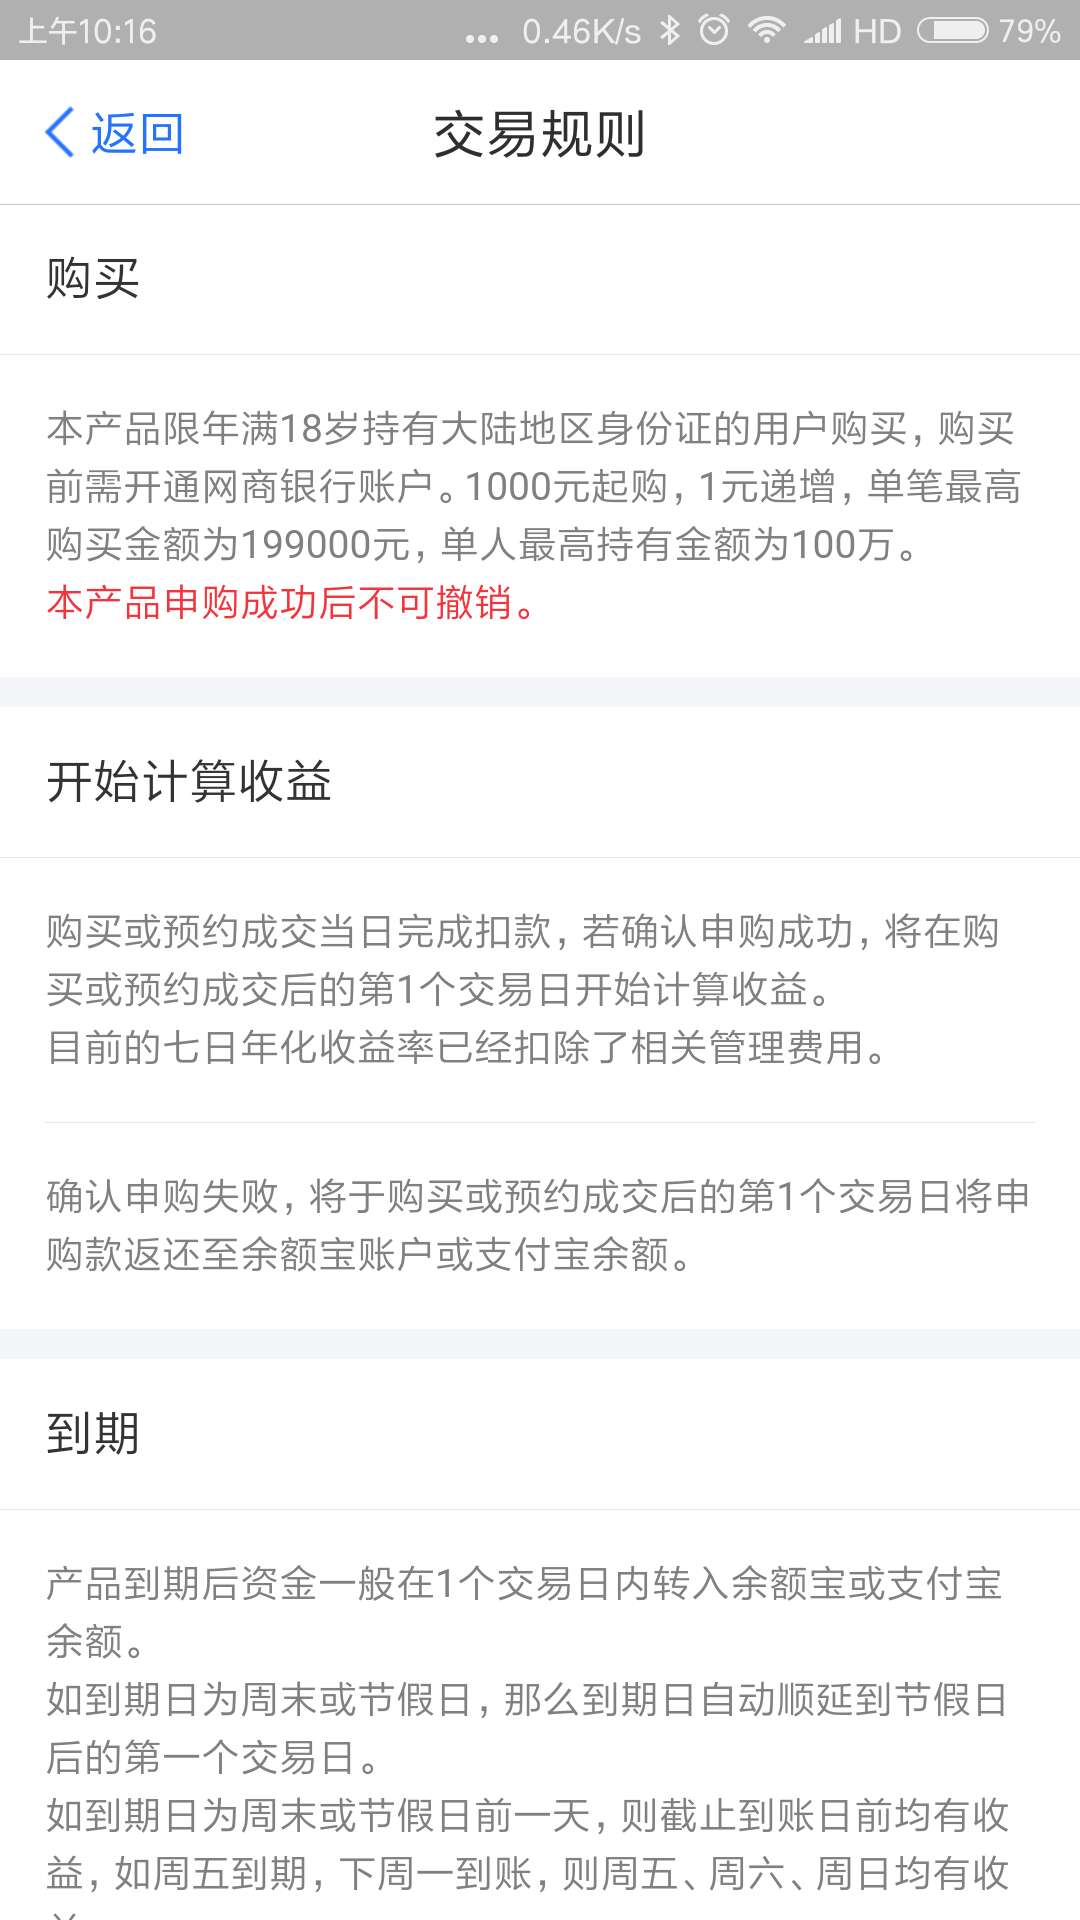 上午10:16 ... 0.46K/s HD 79%
返回 交易规则
购买
本产品限年满18岁持有大陆地区身份证的用户购买，购买
前需开通网商银行账户。1000元起购，1元递增，单笔最高
购买金额为199000元，单人最高持有金额为100万。
本产品申购成功后不可撤销。
开始计算收益
购买或预约成交当日完成扣款，若确认申购成功，将在购
买或预约成交后的第1个交易日开始计算收益。
目前的七日年化收益率已经扣除了相关管理费用。
确认申购失败，将于购买或预约成交后的第1个交易日将申
购款返还至余额宝账户或支付宝余额。
到期
产品到期后资金一般在1个交易日内转入余额宝或支付宝
余额。
如到期日为周末或节假日，那么到期日自动顺延到节假日
后的第一个交易日。
如到期日为周末或节假日前一天，则截止到账日前均有收
益，如周五到期，下周一到账，则周五、周六、周日均有收